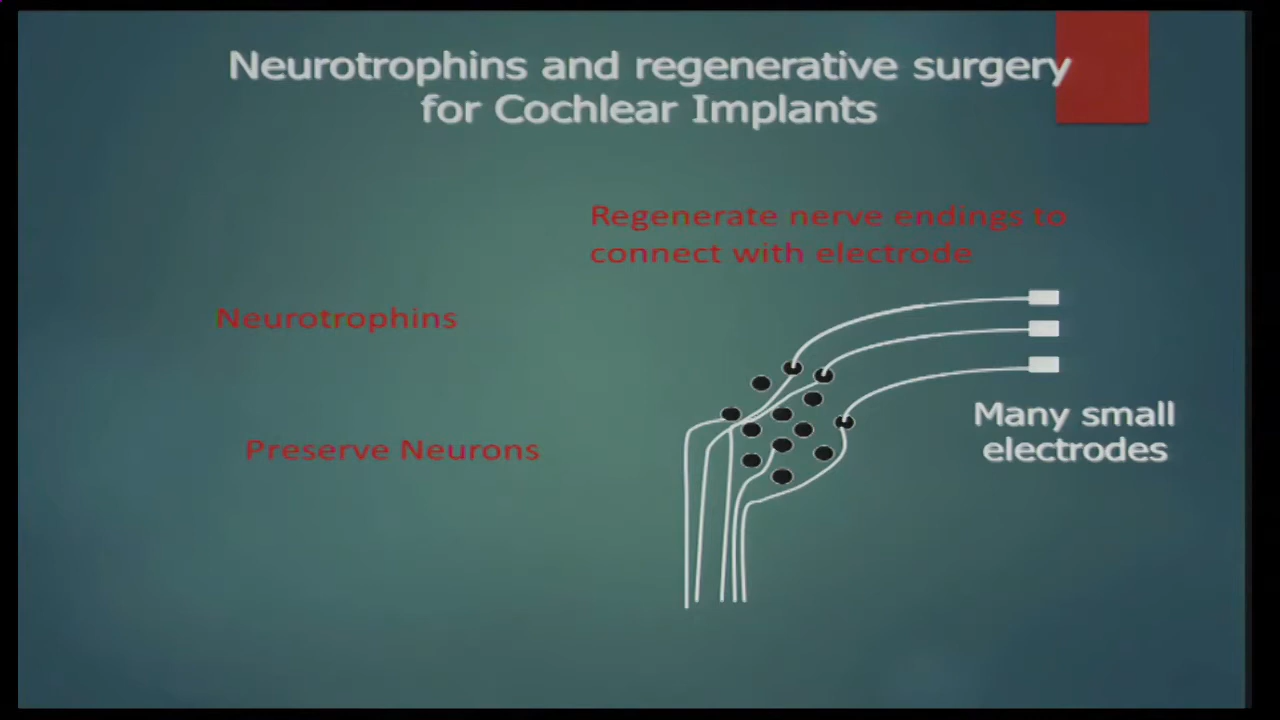 Neurotrophins and regenerative surgery
for Cochlear Implants
Regenerate nerve endings to
connect with electrode
Neurotrophins
Many small
electrodes
Preserve Neurons